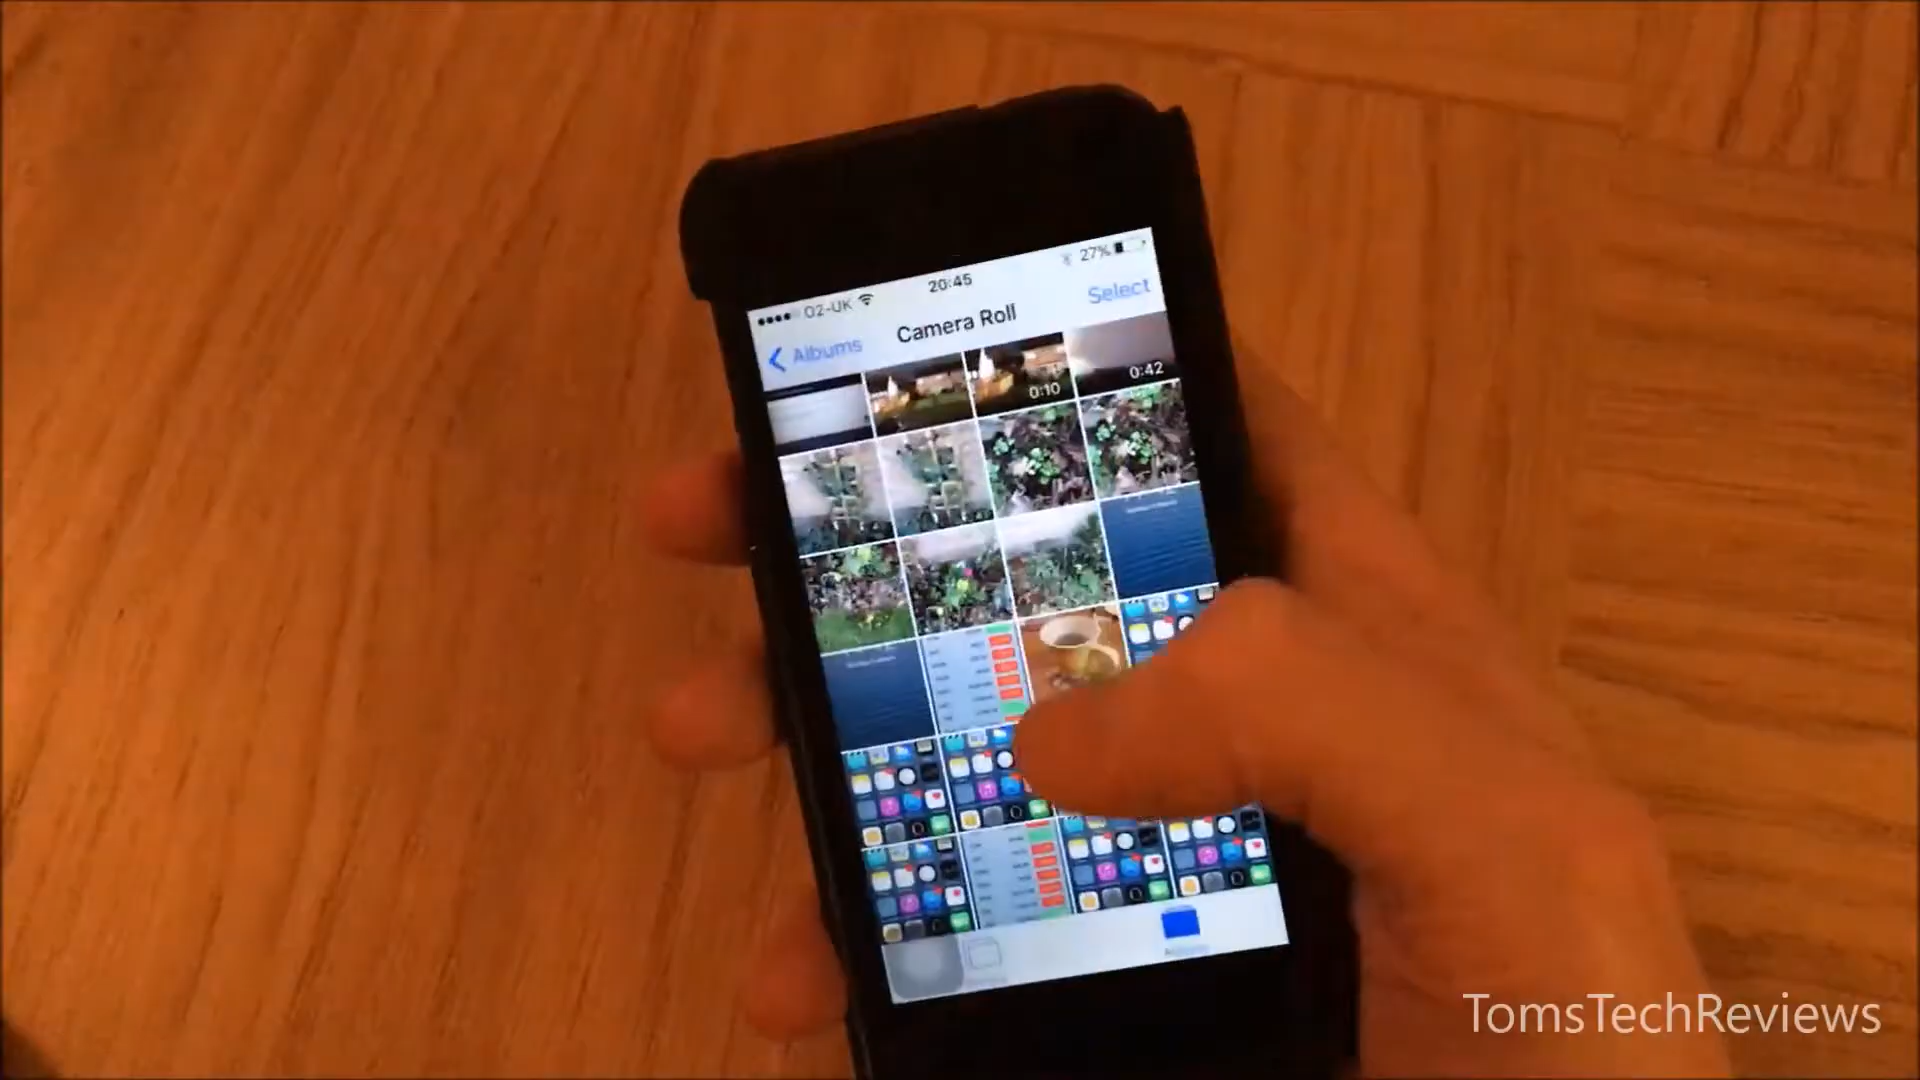 O2-UK
20:45
27%
Albums
Camera Roll
Select
0:10
0:42
TomsTechReviews